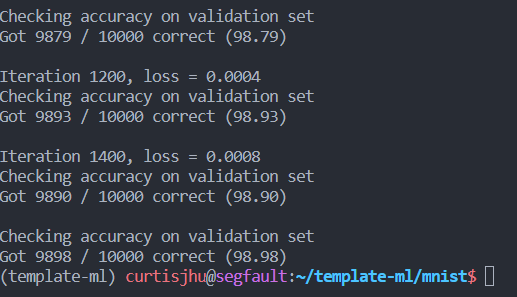 Checking accuracy on validation set
Got 9879 / 10000 correct (98.79)
Iteration 1200, loss = 0.0004
Checking accuracy on validation set
Got 9893 / 10000 correct (98.93)
Iteration 1400, loss = 0.0008
Checking accuracy on validation set
Got 9890 / 10000 correct (98.90)
Checking accuracy on validation set
Got 9898 / 10000 correct (98.98)
(template-ml) curtisjhu@segfault:~/template-ml/mnist$